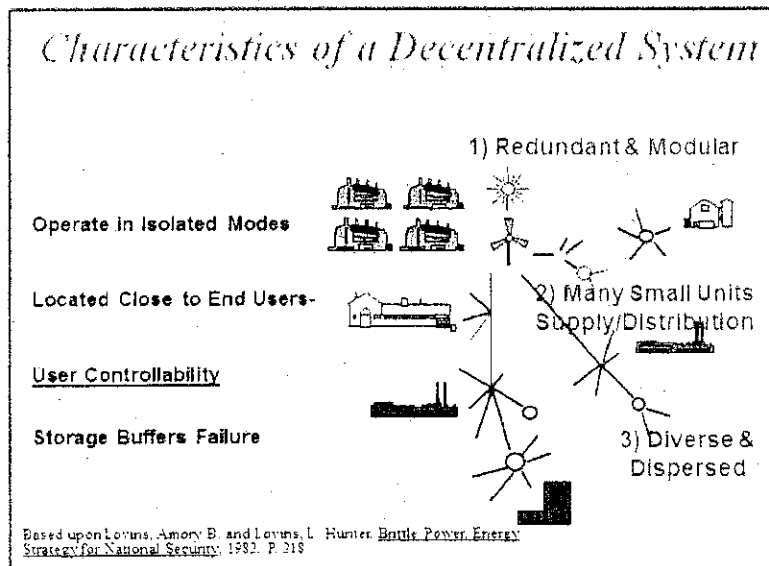 Characteristics of a Decentralized System
1) Redundant & Modular
Operate in Isolated Modes
Located Close to End Users-
2) Many Small Units
Supply/Distribution
User Controllability
Storage Buffers Failure
3) Diverse &
Dispersed
Based upon Lovins, Amory B. and Lovins, L. Hunter. Brittle Power, Energy
Strategy for National Security, 1982. P. 218